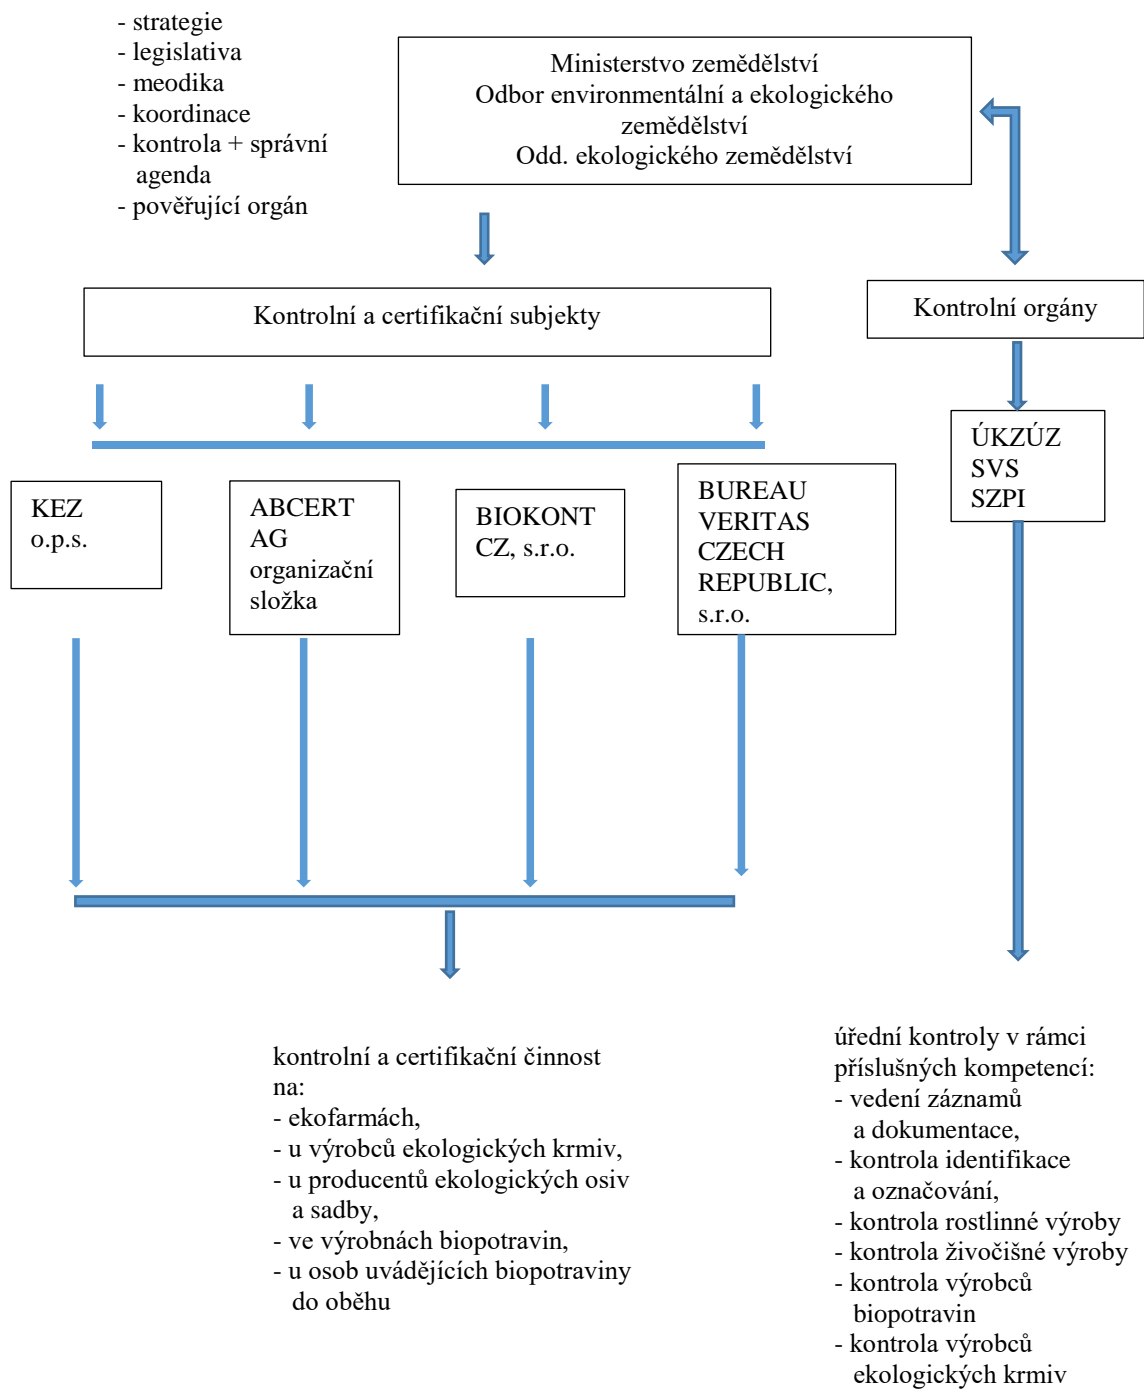 - strategie
- legislativa
- meodika
- koordinace
- kontrola + správní
agenda
- pověřující orgán
Ministerstvo zemědělství
Odbor environmentální a ekologického
zemědělství
Odd. ekologického zemědělství
Kontrolní a certifikační subjekty
Kontrolní orgány
KEZ
o.p.s.
ABCERT
AG
organizační
složka
BIOKONT
CZ, s.r.o.
BUREAU
VERITAS
CZECH
REPUBLIC,
s.r.o.
ÚKZÚZ
SVS
SZPI
kontrolní a certifikační činnost
na:
- ekofarmách,
- u výrobců ekologických krmiv,
- u producentů ekologických osiv
a sadby,
- ve výrobnách biopotravin,
- u osob uvádějících biopotraviny
do oběhu
úřední kontroly v rámci
příslušných kompetencí:
- vedení záznamů
a dokumentace,
- kontrola identifikace
a označování,
- kontrola rostlinné výroby
- kontrola živočišné výroby
- kontrola výrobců
biopotravin
- kontrola výrobců
ekologických krmiv